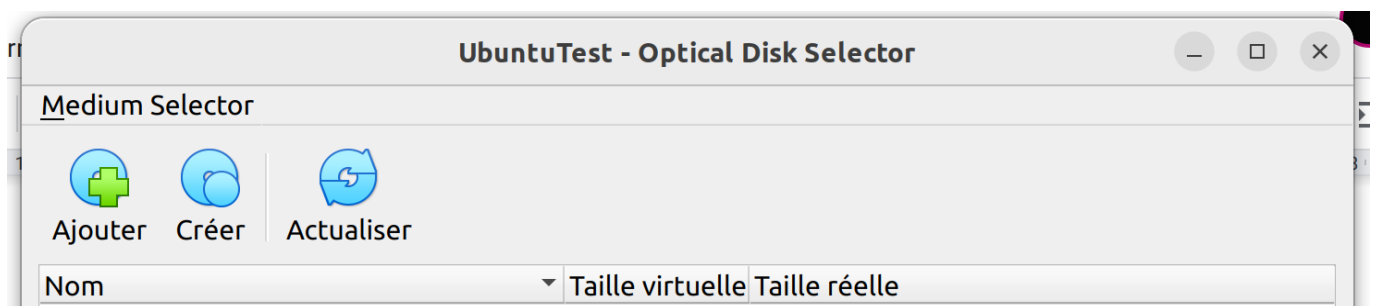 UbuntuTest - Optical Disk Selector
Medium Selector
Ajouter Créer Actualiser
Nom Taille virtuelle Taille réelle